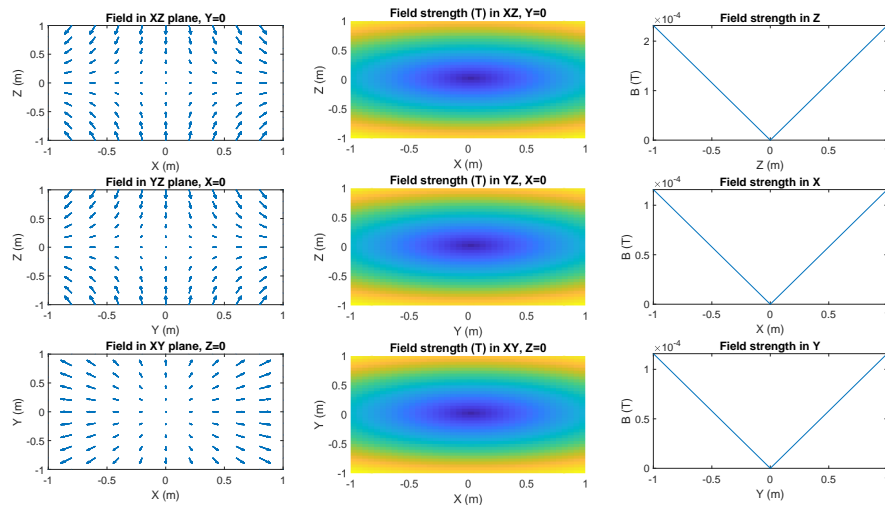 Field in XZ plane, Y=0
Z (m)
1
0.5
0
-0.5
-1
-1 -0.5 0 0.5 1
X (m)
Field strength (T) in XZ, Y=0
Z (m)
1
0.5
0
-0.5
-1
-1 -0.5 0 0.5 1
X (m)
Field strength in Z
×10-4
B (T)
2
1
0
-1 -0.5 0 0.5 1
Z (m)
Field in YZ plane, X=0
Z (m)
1
0.5
0
-0.5
-1
-1 -0.5 0 0.5 1
Y (m)
Field strength (T) in YZ, X=0
Z (m)
1
0.5
0
-0.5
-1
-1 -0.5 0 0.5 1
Y (m)
Field strength in X
×10-4
B (T)
1
0.5
0
-1 -0.5 0 0.5 1
X (m)
Field in XY plane, Z=0
Y (m)
1
0.5
0
-0.5
-1
-1 -0.5 0 0.5 1
X (m)
Field strength (T) in XY, Z=0
Y (m)
1
0.5
0
-0.5
-1
-1 -0.5 0 0.5 1
X (m)
Field strength in Y
×10-4
B (T)
1
0.5
0
-1 -0.5 0 0.5 1
Y (m)